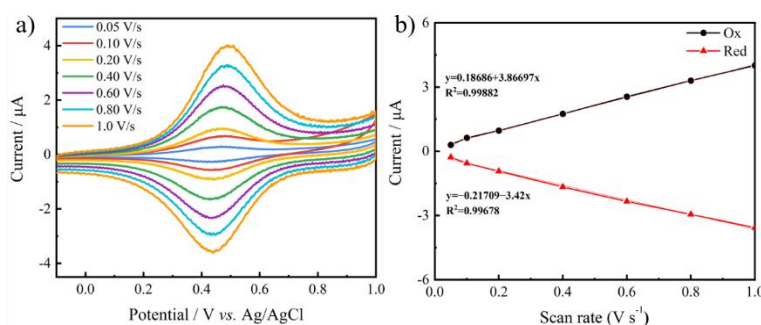 a)
0.05 V/s
0.10 V/s
0.20 V/s
0.40 V/s
0.60 V/s
0.80 V/s
1.0 V/s
Current / μA
4
2
0
-2
-4
0.0 0.2 0.4 0.6 0.8 1.0
Potential / V vs. Ag/AgCl
b)
Ox
Red
y=0.18686+3.86697x
R²=0.99882
y=−0.21709−3.42x
R²=0.99678
Current / μA
6
3
0
-3
-6
0.0 0.2 0.4 0.6 0.8 1.0
Scan rate (V s⁻¹)